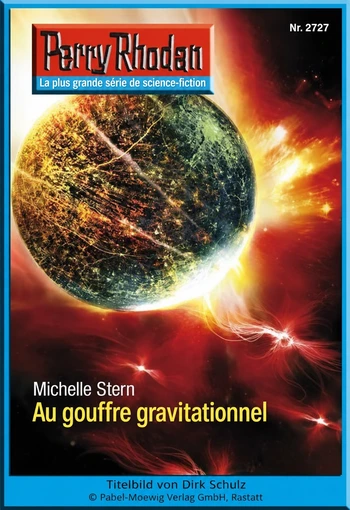 Nr. 2727
Perry Rhodan
La plus grande série de science-fiction
Michelle Stern
Au gouffre gravitationnel
Titelbild von Dirk Schulz
© Pabel-Moewig Verlag GmbH, Rastatt